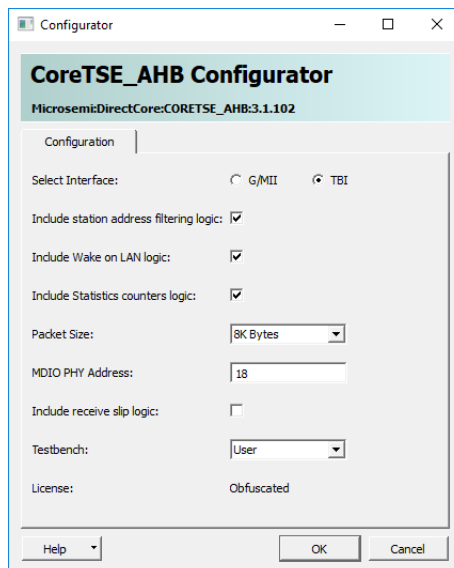 Configurator
CoreTSE_AHB Configurator
Microsemi:DirectCore:CORETSE_AHB:3.1.102
Configuration
Select Interface: G/MII TBI
Include station address filtering logic:
Include Wake on LAN logic:
Include Statistics counters logic:
Packet Size: 8K Bytes
MDIO PHY Address: 18
Include receive slip logic:
Testbench: User
License: Obfuscated
Help OK Cancel